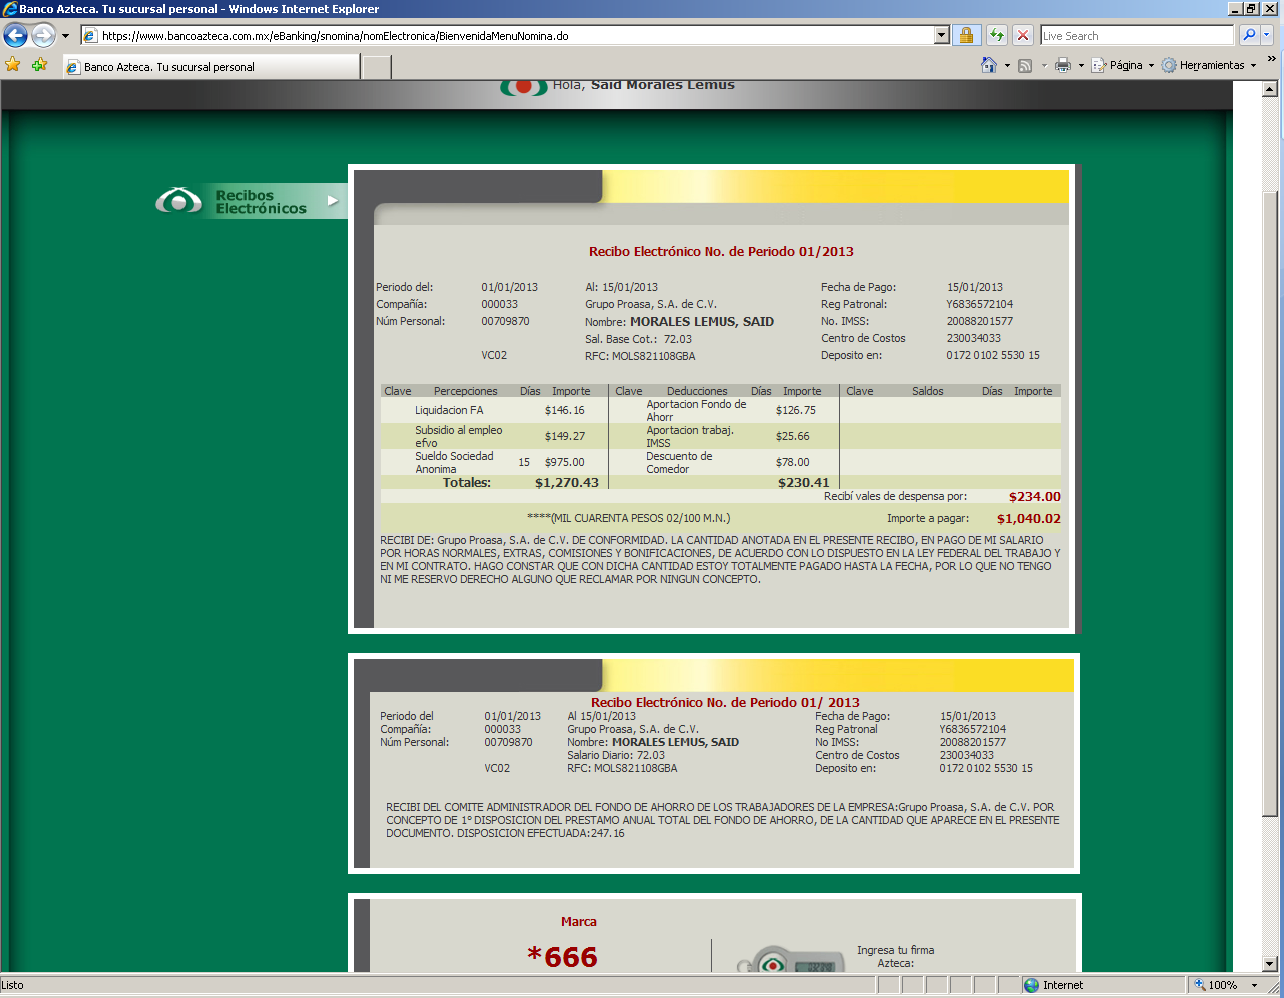 Banco Azteca. Tu sucursal personal - Windows Internet Explorer
https://www.bancoazteca.com.mx/eBanking/snomina/nomElectronica/BienvenidaMenuNomina.do
Live Search
Banco Azteca. Tu sucursal personal
Página
Herramientas
Hola, Said Morales Lemus
Recibos
Electrónicos
Recibo Electrónico No. de Periodo 01/2013
Periodo del: 01/01/2013 Al: 15/01/2013 Fecha de Pago: 15/01/2013
Compañía: 000033 Grupo Proasa, S.A. de C.V. Reg Patronal: Y6836572104
Núm Personal: 00709870 Nombre: MORALES LEMUS, SAID No. IMSS: 20088201577
Sal. Base Cot.: 72.03 Centro de Costos 230034033
VC02 RFC: MOLS821108GBA Deposito en: 0172 0102 5530 15
Clave Percepciones Días Importe Clave Deducciones Días Importe Clave Saldos Días Importe
Liquidacion FA $146.16 Aportacion Fondo de Ahorr $126.75
Subsidio al empleo efvo $149.27 Aportacion trabaj. IMSS $25.66
Sueldo Sociedad Anonima 15 $975.00 Descuento de Comedor $78.00
Totales: $1,270.43 $230.41
Recibí vales de despensa por: $234.00
****(MIL CUARENTA PESOS 02/100 M.N.) Importe a pagar: $1,040.02
RECIBI DE: Grupo Proasa, S.A. de C.V. DE CONFORMIDAD. LA CANTIDAD ANOTADA EN EL PRESENTE RECIBO, EN PAGO DE MI SALARIO
POR HORAS NORMALES, EXTRAS, COMISIONES Y BONIFICACIONES, DE ACUERDO CON LO DISPUESTO EN LA LEY FEDERAL DEL TRABAJO Y
EN MI CONTRATO. HAGO CONSTAR QUE CON DICHA CANTIDAD ESTOY TOTALMENTE PAGADO HASTA LA FECHA, POR LO QUE NO TENGO
NI ME RESERVO DERECHO ALGUNO QUE RECLAMAR POR NINGUN CONCEPTO.
Recibo Electrónico No. de Periodo 01/ 2013
Periodo del 01/01/2013 Al 15/01/2013 Fecha de Pago: 15/01/2013
Compañía: 000033 Grupo Proasa, S.A. de C.V. Reg Patronal Y6836572104
Núm Personal: 00709870 Nombre: MORALES LEMUS, SAID No IMSS: 20088201577
Salario Diario: 72.03 Centro de Costos 230034033
VC02 RFC: MOLS821108GBA Deposito en: 0172 0102 5530 15
RECIBI DEL COMITE ADMINISTRADOR DEL FONDO DE AHORRO DE LOS TRABAJADORES DE LA EMPRESA:Grupo Proasa, S.A. de C.V. POR
CONCEPTO DE 1° DISPOSICION DEL PRESTAMO ANUAL TOTAL DEL FONDO DE AHORRO, DE LA CANTIDAD QUE APARECE EN EL PRESENTE
DOCUMENTO. DISPOSICION EFECTUADA:247.16
Marca
*666
Ingresa tu firma
Azteca:
Listo
Internet
100%